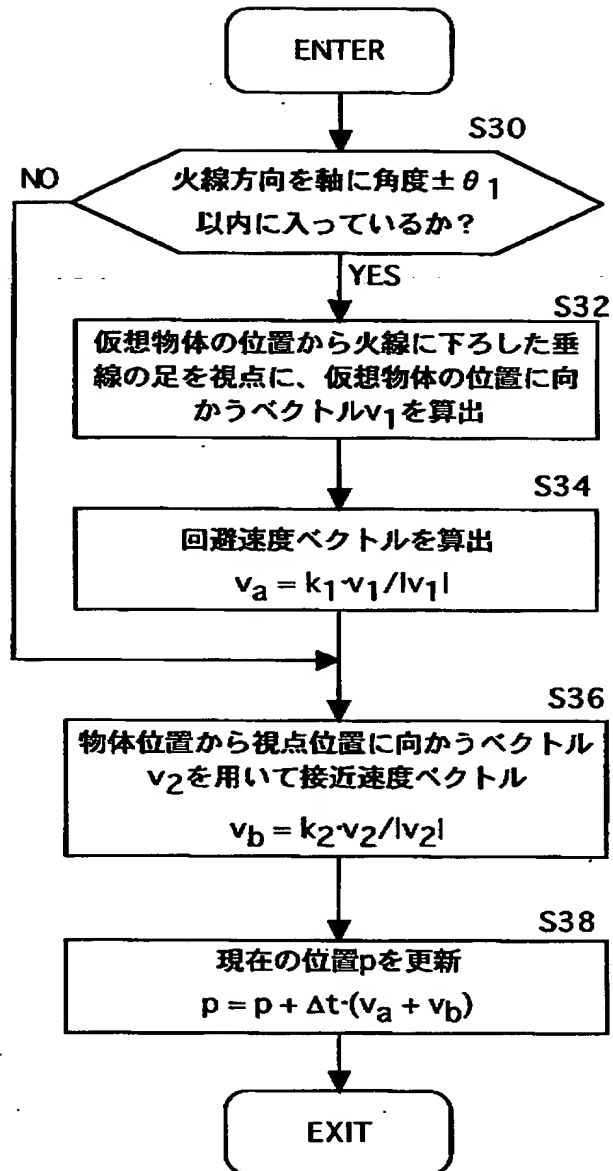 ENTER
S30
NO
火線方向を軸に角度±θ1
以内に入っているか?
YES
S32
仮想物体の位置から火線に下ろした垂
線の足を視点に、仮想物体の位置に向
かうベクトルv1を算出
S34
回避速度ベクトルを算出
va = k1·v1/|v1|
S36
物体位置から視点位置に向かうベクトル
v2を用いて接近速度ベクトル
vb = k2·v2/|v2|
S38
現在の位置pを更新
p = p + Δt·(va + vb)
EXIT